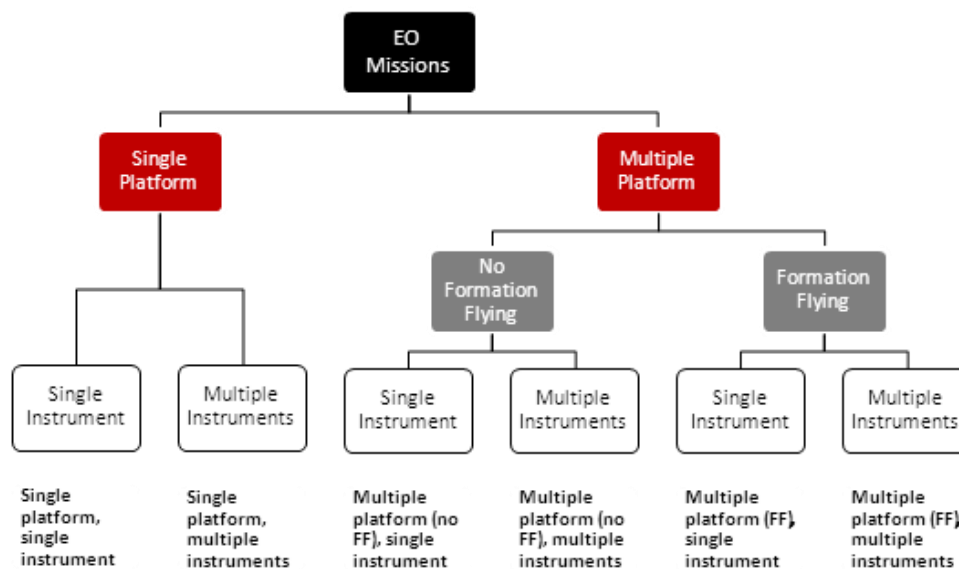 EO
Missions
Single
Platform
Multiple
Platform
No
Formation
Flying
Formation
Flying
Single
Instrument
Multiple
Instruments
Single
Instrument
Multiple
Instruments
Single
Instrument
Multiple
Instruments
Single
platform,
single
instrument
Single
platform,
multiple
instruments
Multiple
platform (no
FF), single
instrument
Multiple
platform (no
FF), multiple
instruments
Multiple
platform (FF),
single
instrument
Multiple
platform (FF)
multiple
instruments